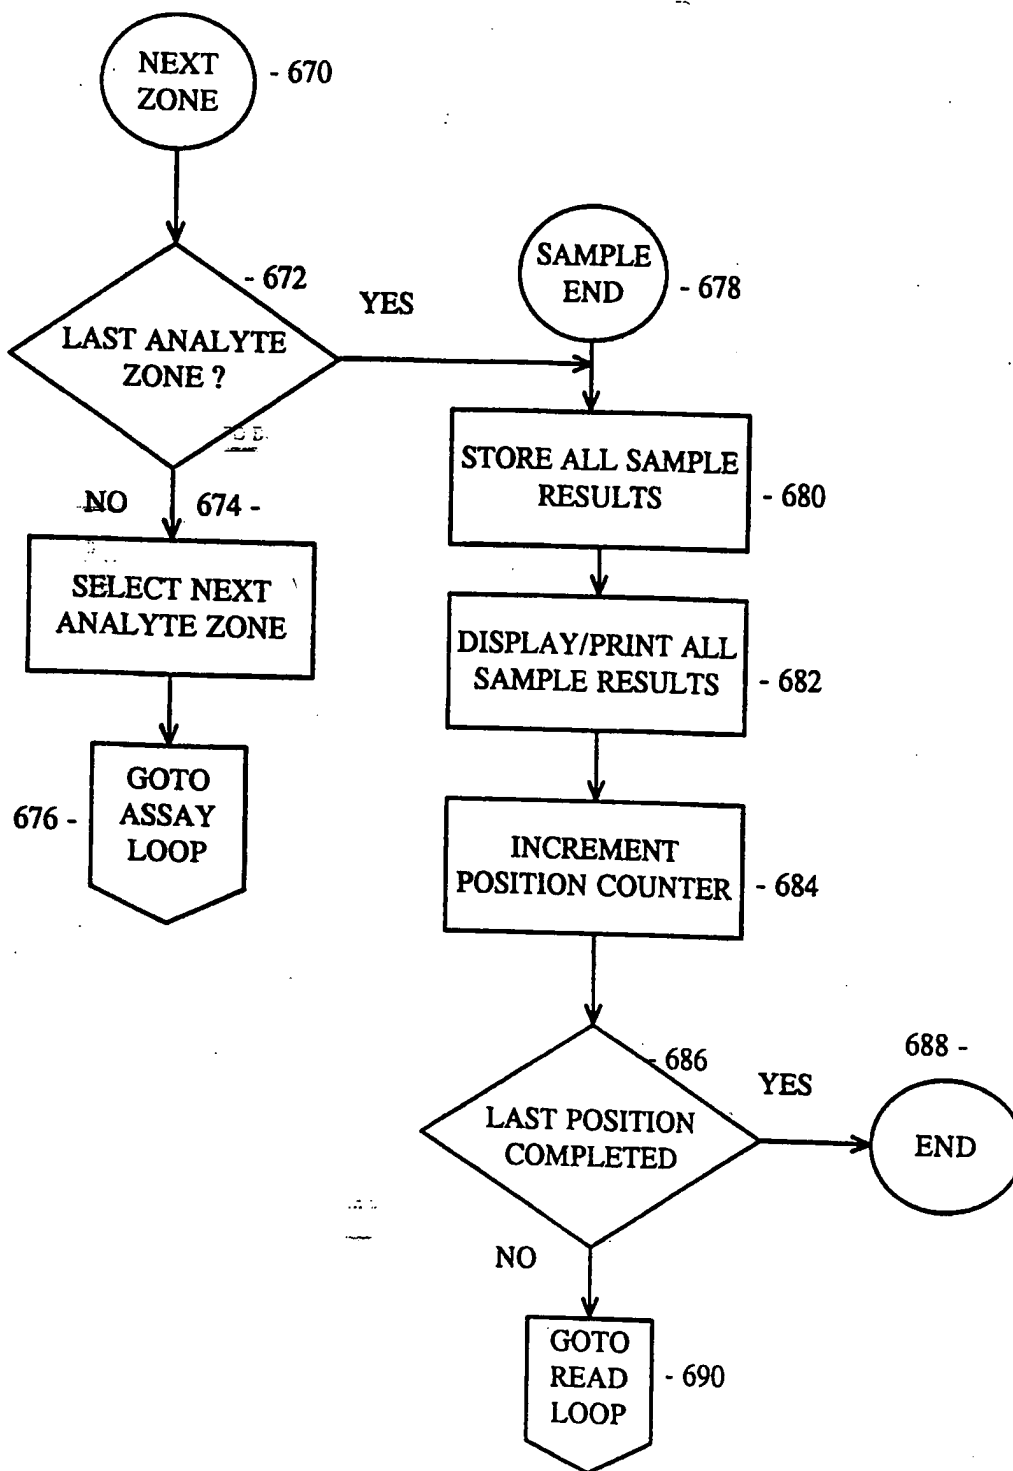 NEXT
ZONE
- 670
- 672
LAST ANALYTE
ZONE ?
YES
SAMPLE
END
- 678
NO
674 -
SELECT NEXT
ANALYTE ZONE
GOTO
ASSAY
LOOP
676 -
STORE ALL SAMPLE
RESULTS
- 680
DISPLAY/PRINT ALL
SAMPLE RESULTS
- 682
INCREMENT
POSITION COUNTER
- 684
- 686
LAST POSITION
COMPLETED
YES
688 -
END
NO
GOTO
READ
LOOP
- 690